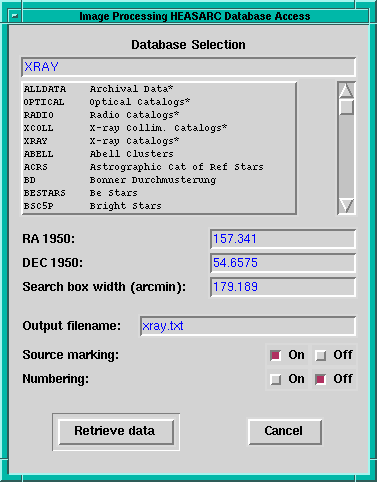 Image Processing HEASARC Database Access
Database Selection
XRAY
ALLDATA Archival Data*
OPTICAL Optical Catalogs*
RADIO Radio Catalogs*
XCOLL X-ray Collim. Catalogs*
XRAY X-ray Catalogs*
ABELL Abell Clusters
ACRS Astrographic Cat of Ref Stars
BD Bonner Durchmusterung
BESTARS Be Stars
BSC5P Bright Stars
RA 1950: 157.341
DEC 1950: 54.6575
Search box width (arcmin): 179.189
Output filename: xray.txt
Source marking: On Off
Numbering: On Off
Retrieve data Cancel